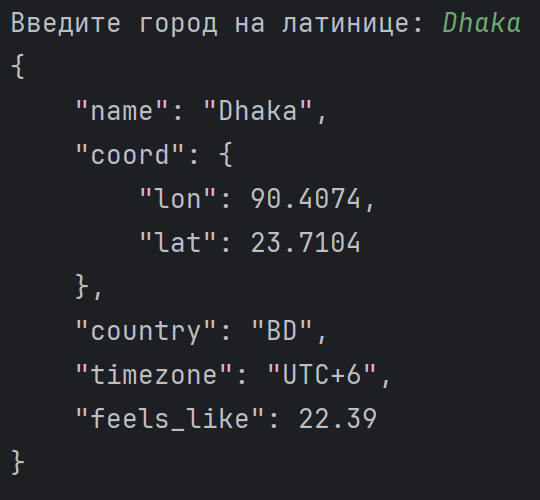 Введите город на латинице: Dhaka
{
    "name": "Dhaka",
    "coord": {
        "lon": 90.4074,
        "lat": 23.7104
    },
    "country": "BD",
    "timezone": "UTC+6",
    "feels_like": 22.39
}